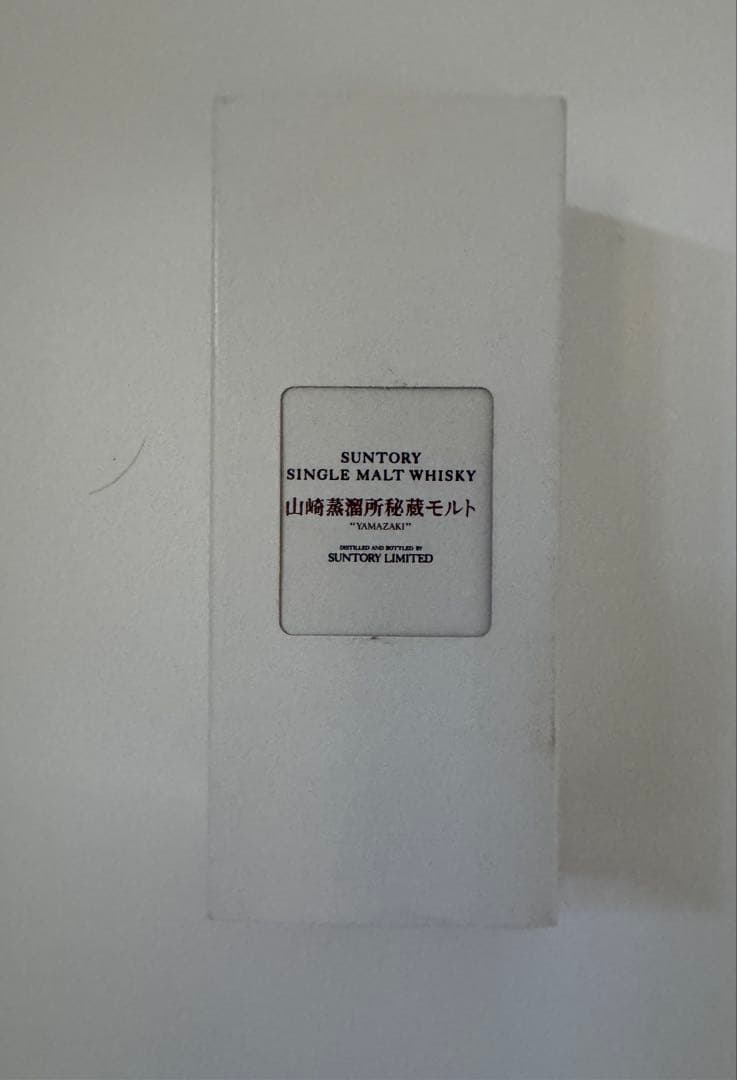 SUNTORY
SINGLE MALT WHISKY
山崎蒸溜所秘蔵モルト
"YAMAZAKI"
DISTILLED AND BOTTLED BY
SUNTORY LIMITED